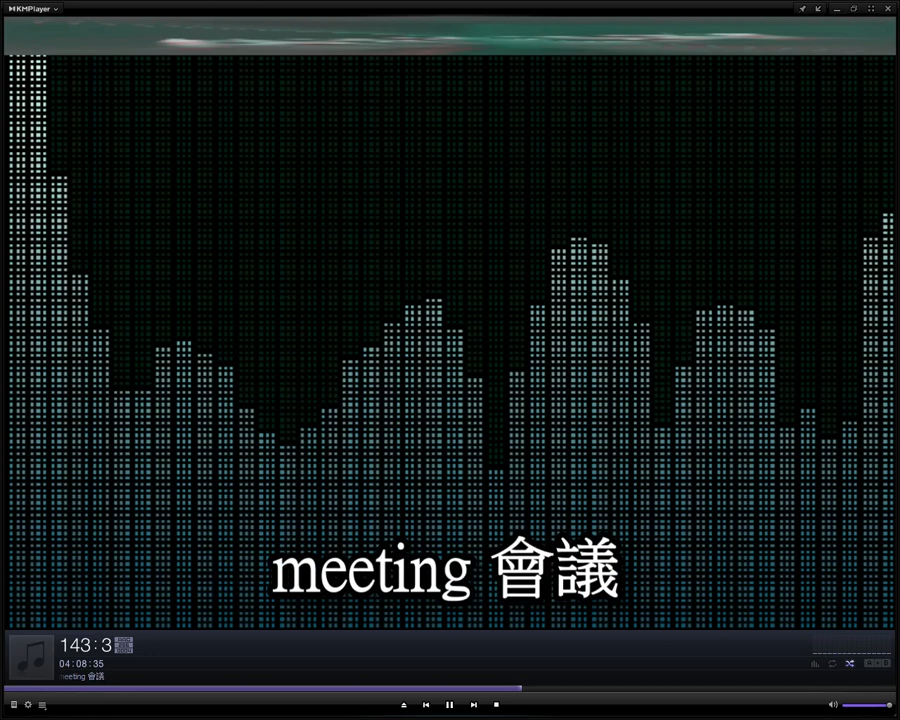 KMPlayer
meeting 會議
143:3
04:08:35
eeting 會議
A B